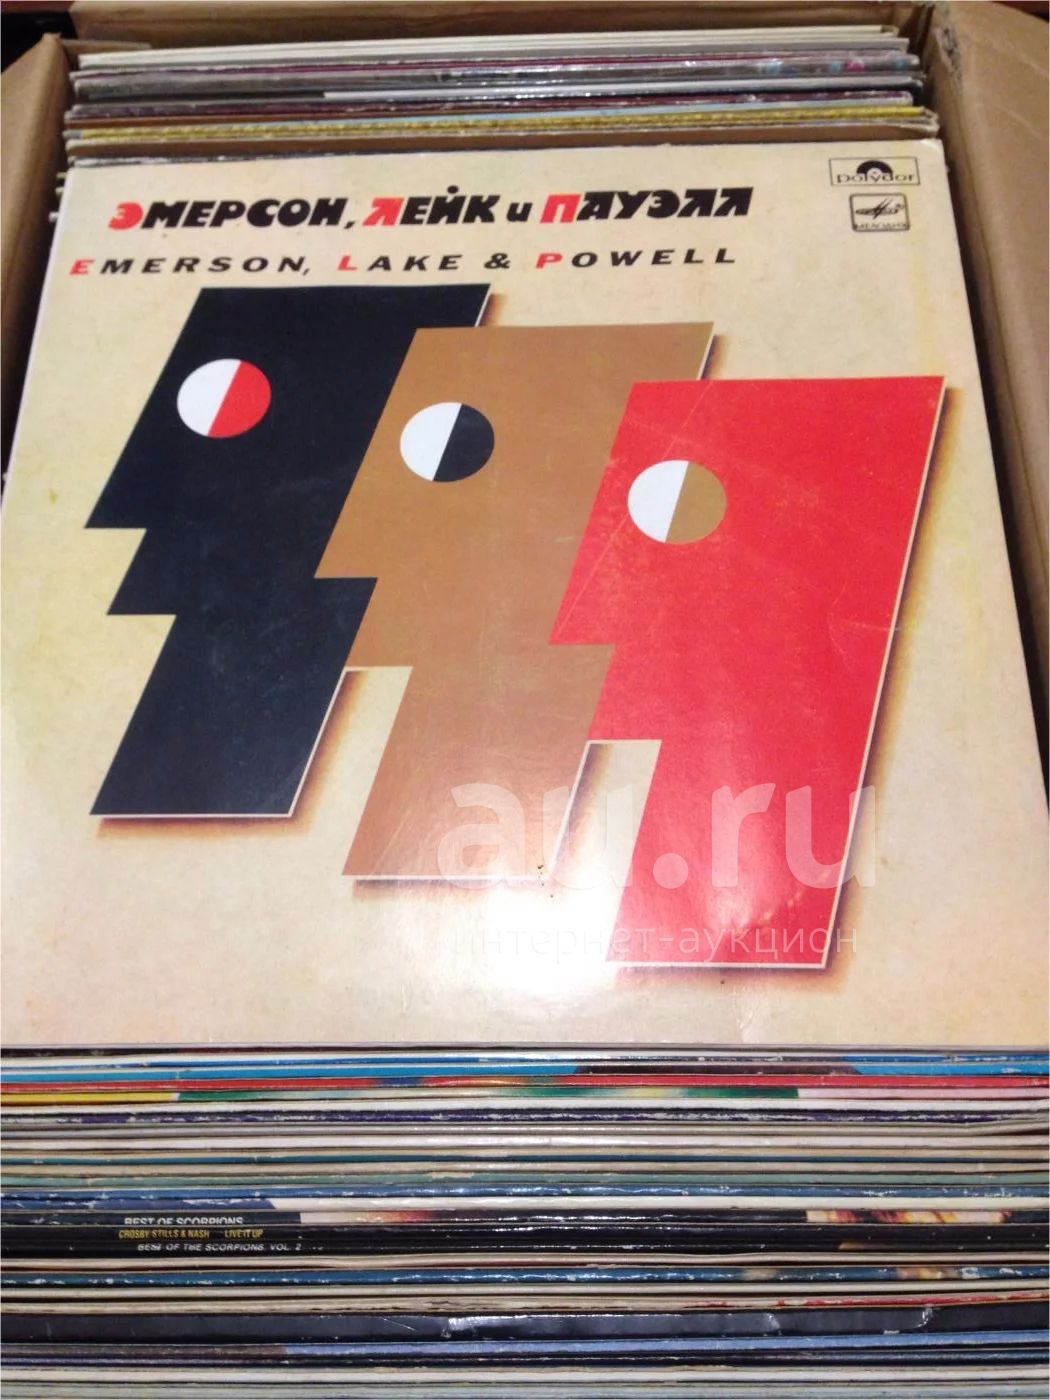 polydor
ЭМЕРСОН, ЛЕЙК и ПАУЭЛЛ
МЕЛОДИЯ
EMERSON, LAKE & POWELL
au.ru
интернет-аукцион
BEST OF SCORPIONS
CROSBY STILLS & NASH LIVE IT UP
BEST OF THE SCORPIONS, VOL. 2